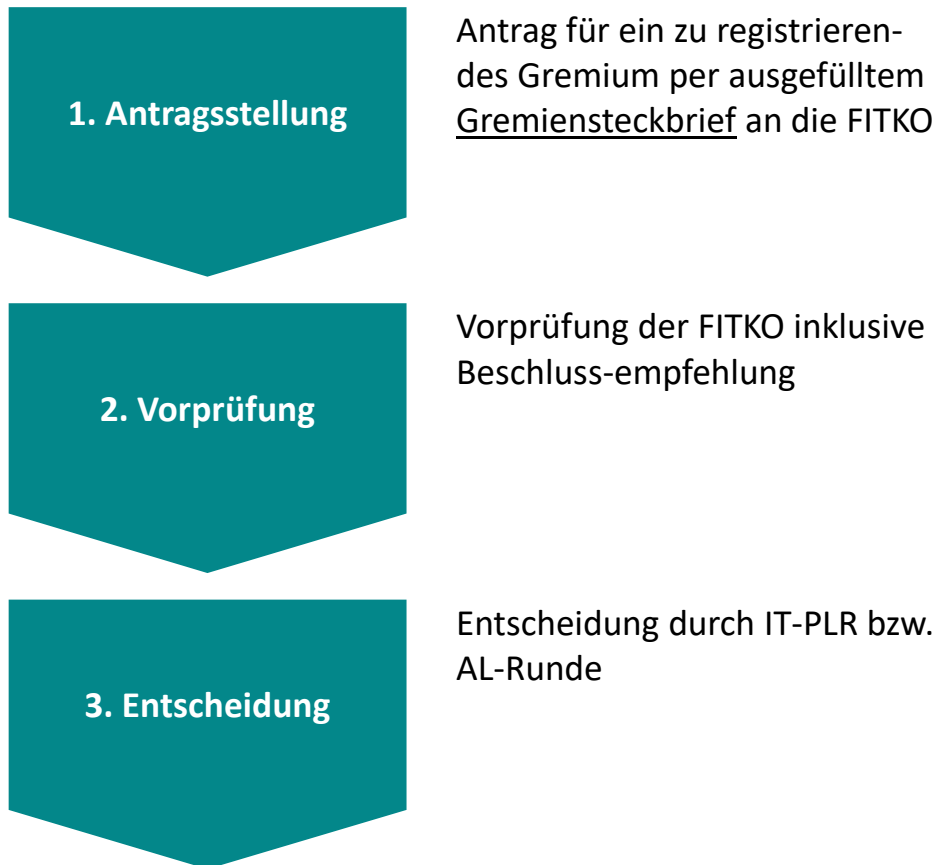 1. Antragsstellung
Antrag für ein zu registrieren-
des Gremium per ausgefülltem
Gremiensteckbrief an die FITKO
2. Vorprüfung
Vorprüfung der FITKO inklusive
Beschluss-empfehlung
3. Entscheidung
Entscheidung durch IT-PLR bzw.
AL-Runde